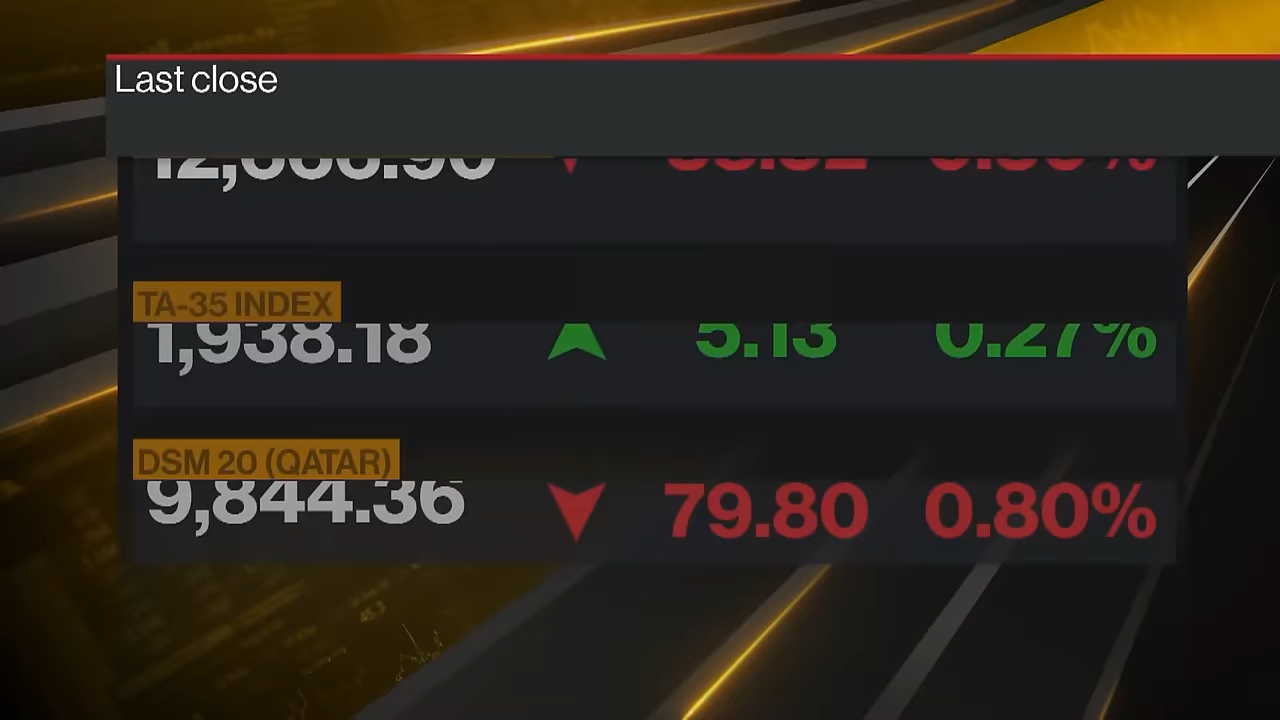 Last close
TA-35 INDEX
1,938.18 5.13 0.27%
DSM 20 (QATAR)
9,844.36 79.80 0.80%